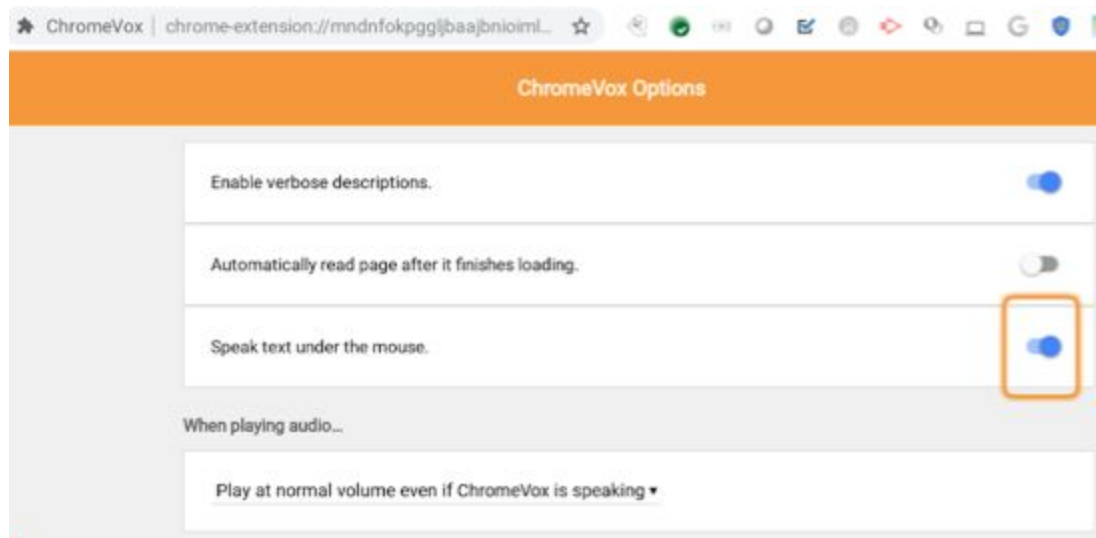 ChromeVox | chrome-extension://mndnfokpggljbaajbnioiml...
ChromeVox Options
Enable verbose descriptions.
Automatically read page after it finishes loading.
Speak text under the mouse.
When playing audio...
Play at normal volume even if ChromeVox is speaking